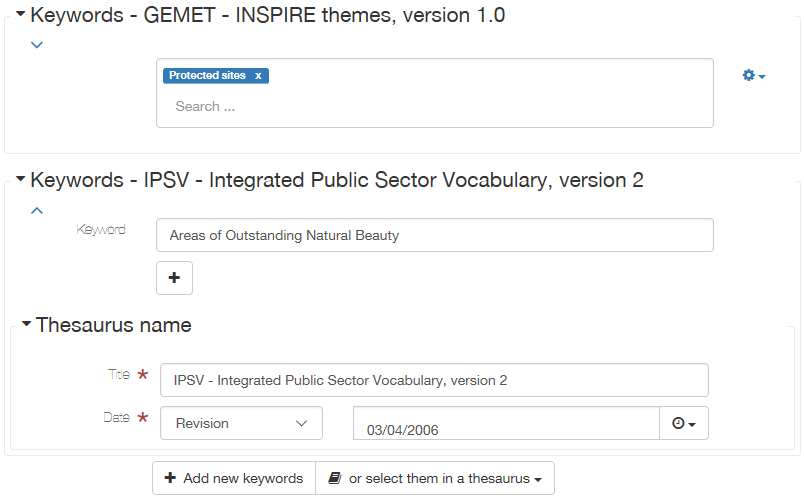 Keywords - GEMET - INSPIRE themes, version 1.0
Protected sites x
Search ...
Keywords - IPSV - Integrated Public Sector Vocabulary, version 2
Keyword
Areas of Outstanding Natural Beauty
+
Thesaurus name
Title * IPSV - Integrated Public Sector Vocabulary, version 2
Date * Revision 03/04/2006
+ Add new keywords or select them in a thesaurus